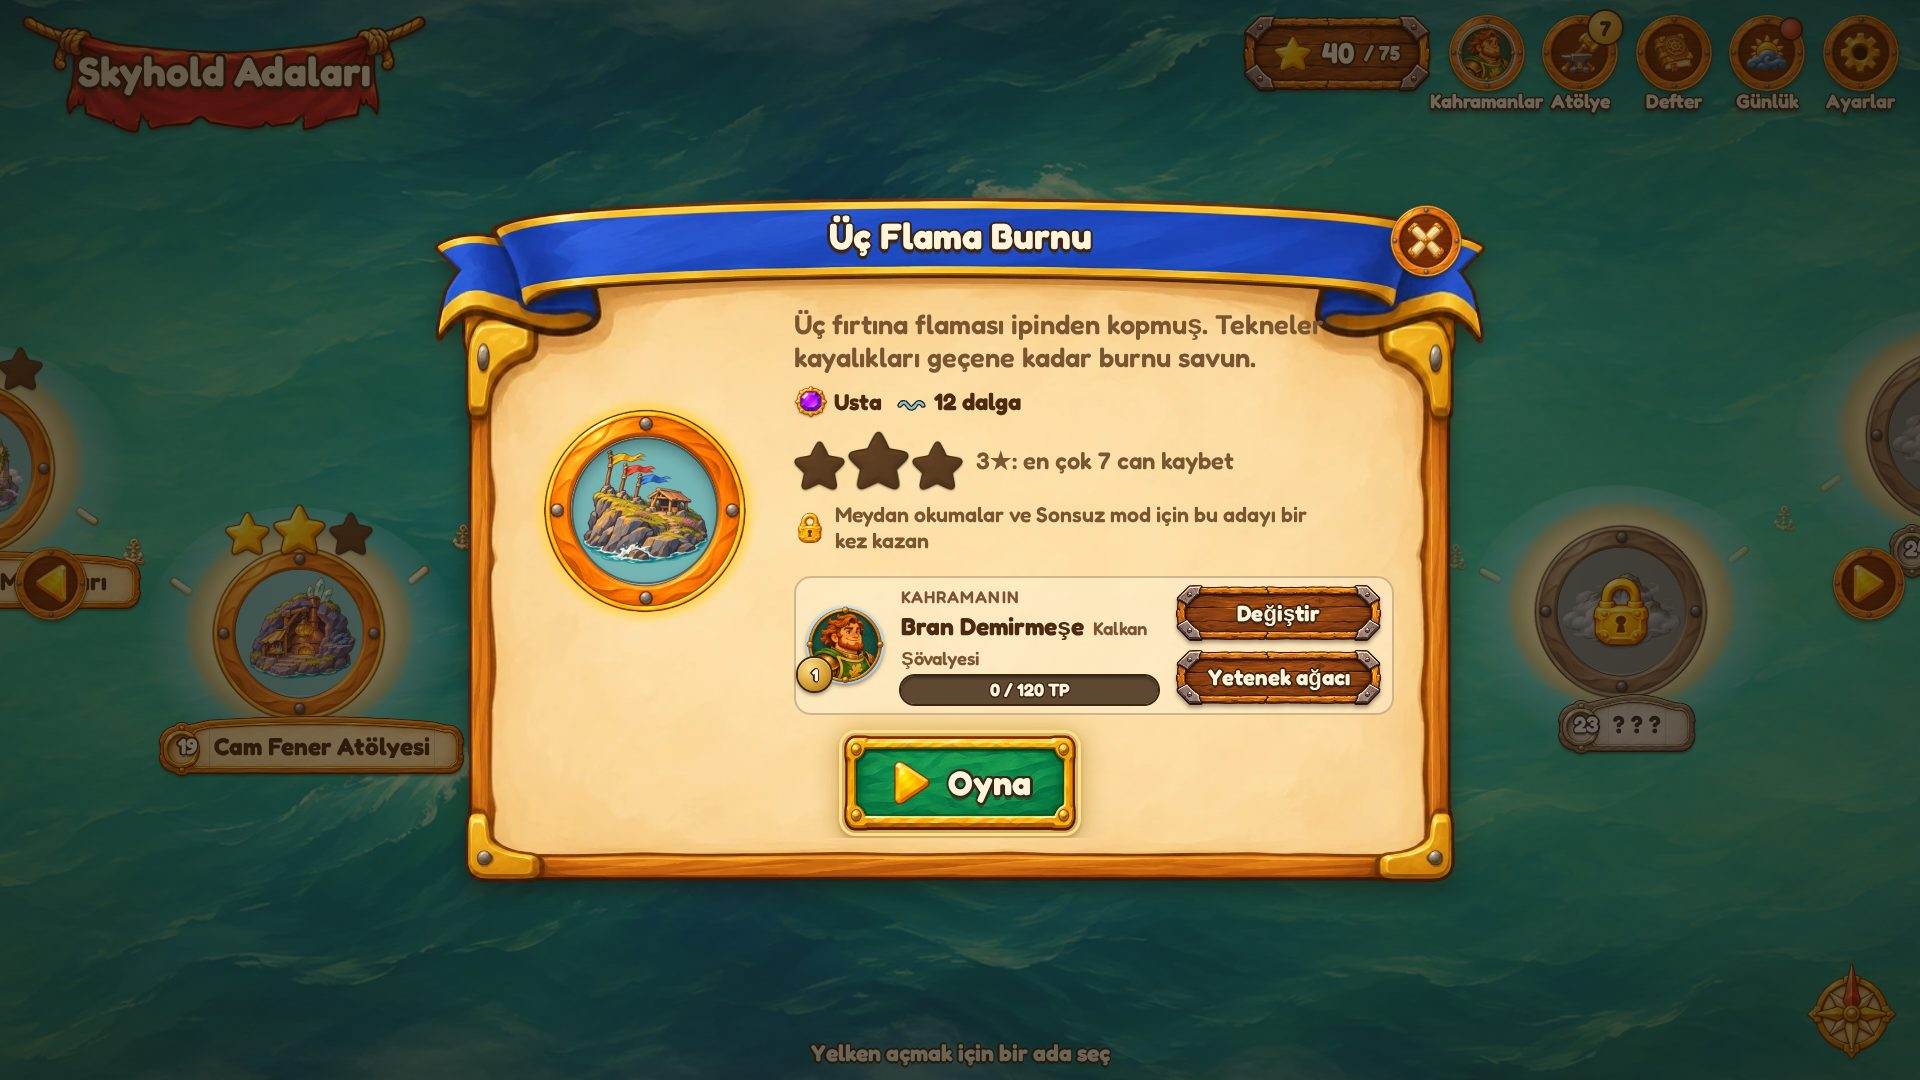 Skyhold Adaları
40 / 75
7
Kahramanlar
Atölye
Defter
Günlük
Ayarlar
Üç Flama Burnu
Üç fırtına flaması ipinden kopmuş. Tekneler
kayalıkları geçene kadar burnu savun.
Usta
12 dalga
3★: en çok 7 can kaybet
Meydan okumalar ve Sonsuz mod için bu adayı bir
kez kazan
KAHRAMANIN
Bran Demirmeşe Kalkan
Şövalyesi
1
0 / 120 TP
Değiştir
Yetenek ağacı
Oyna
19 Cam Fener Atölyesi
23 ? ? ?
Yelken açmak için bir ada seç